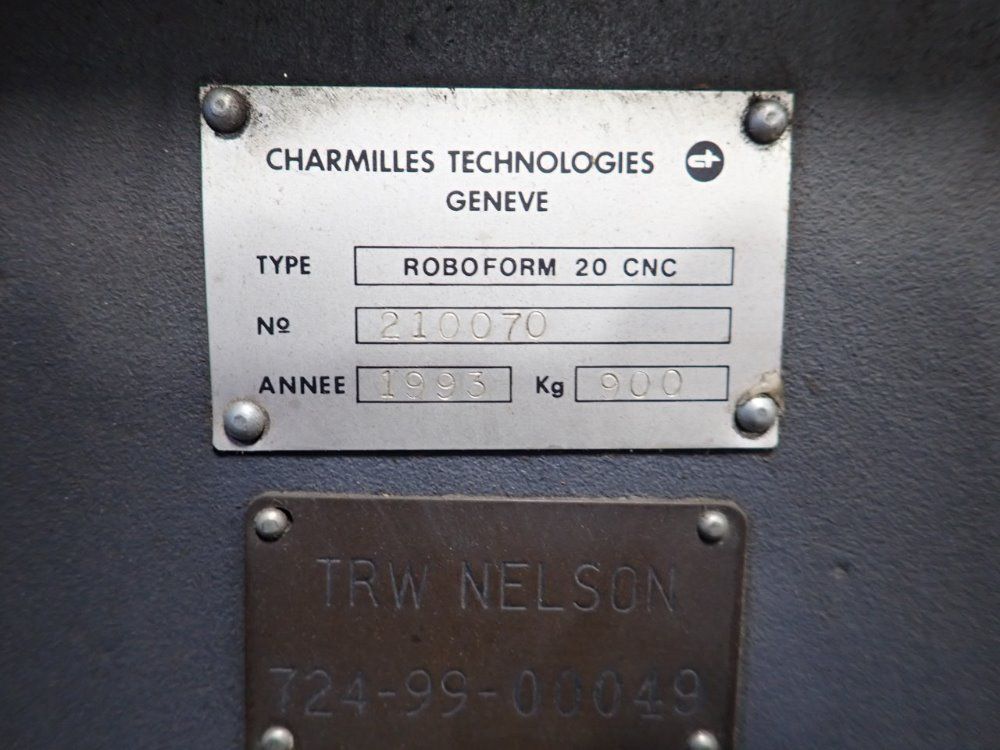 CHARMILLES TECHNOLOGIES
GENEVE
TYPE ROBOFORM 20 CNC
Nº 210070
ANNEE 1993 Kg 900
TRW NELSON
724-99-00049